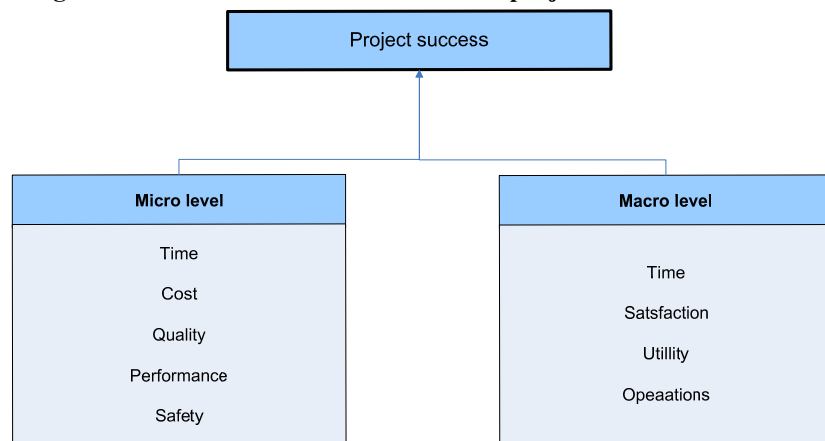 Project success
Micro level
Time
Cost
Quality
Performance
Safety
Macro level
Time
Satsfaction
Utillity
Opeaations